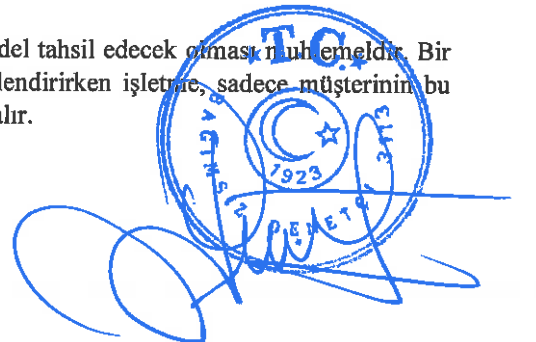 del tahsil edecek olması muhtemeldir. Bir
lendirirken işletme, sadece müşterinin bu
alır.
T.C.
1923